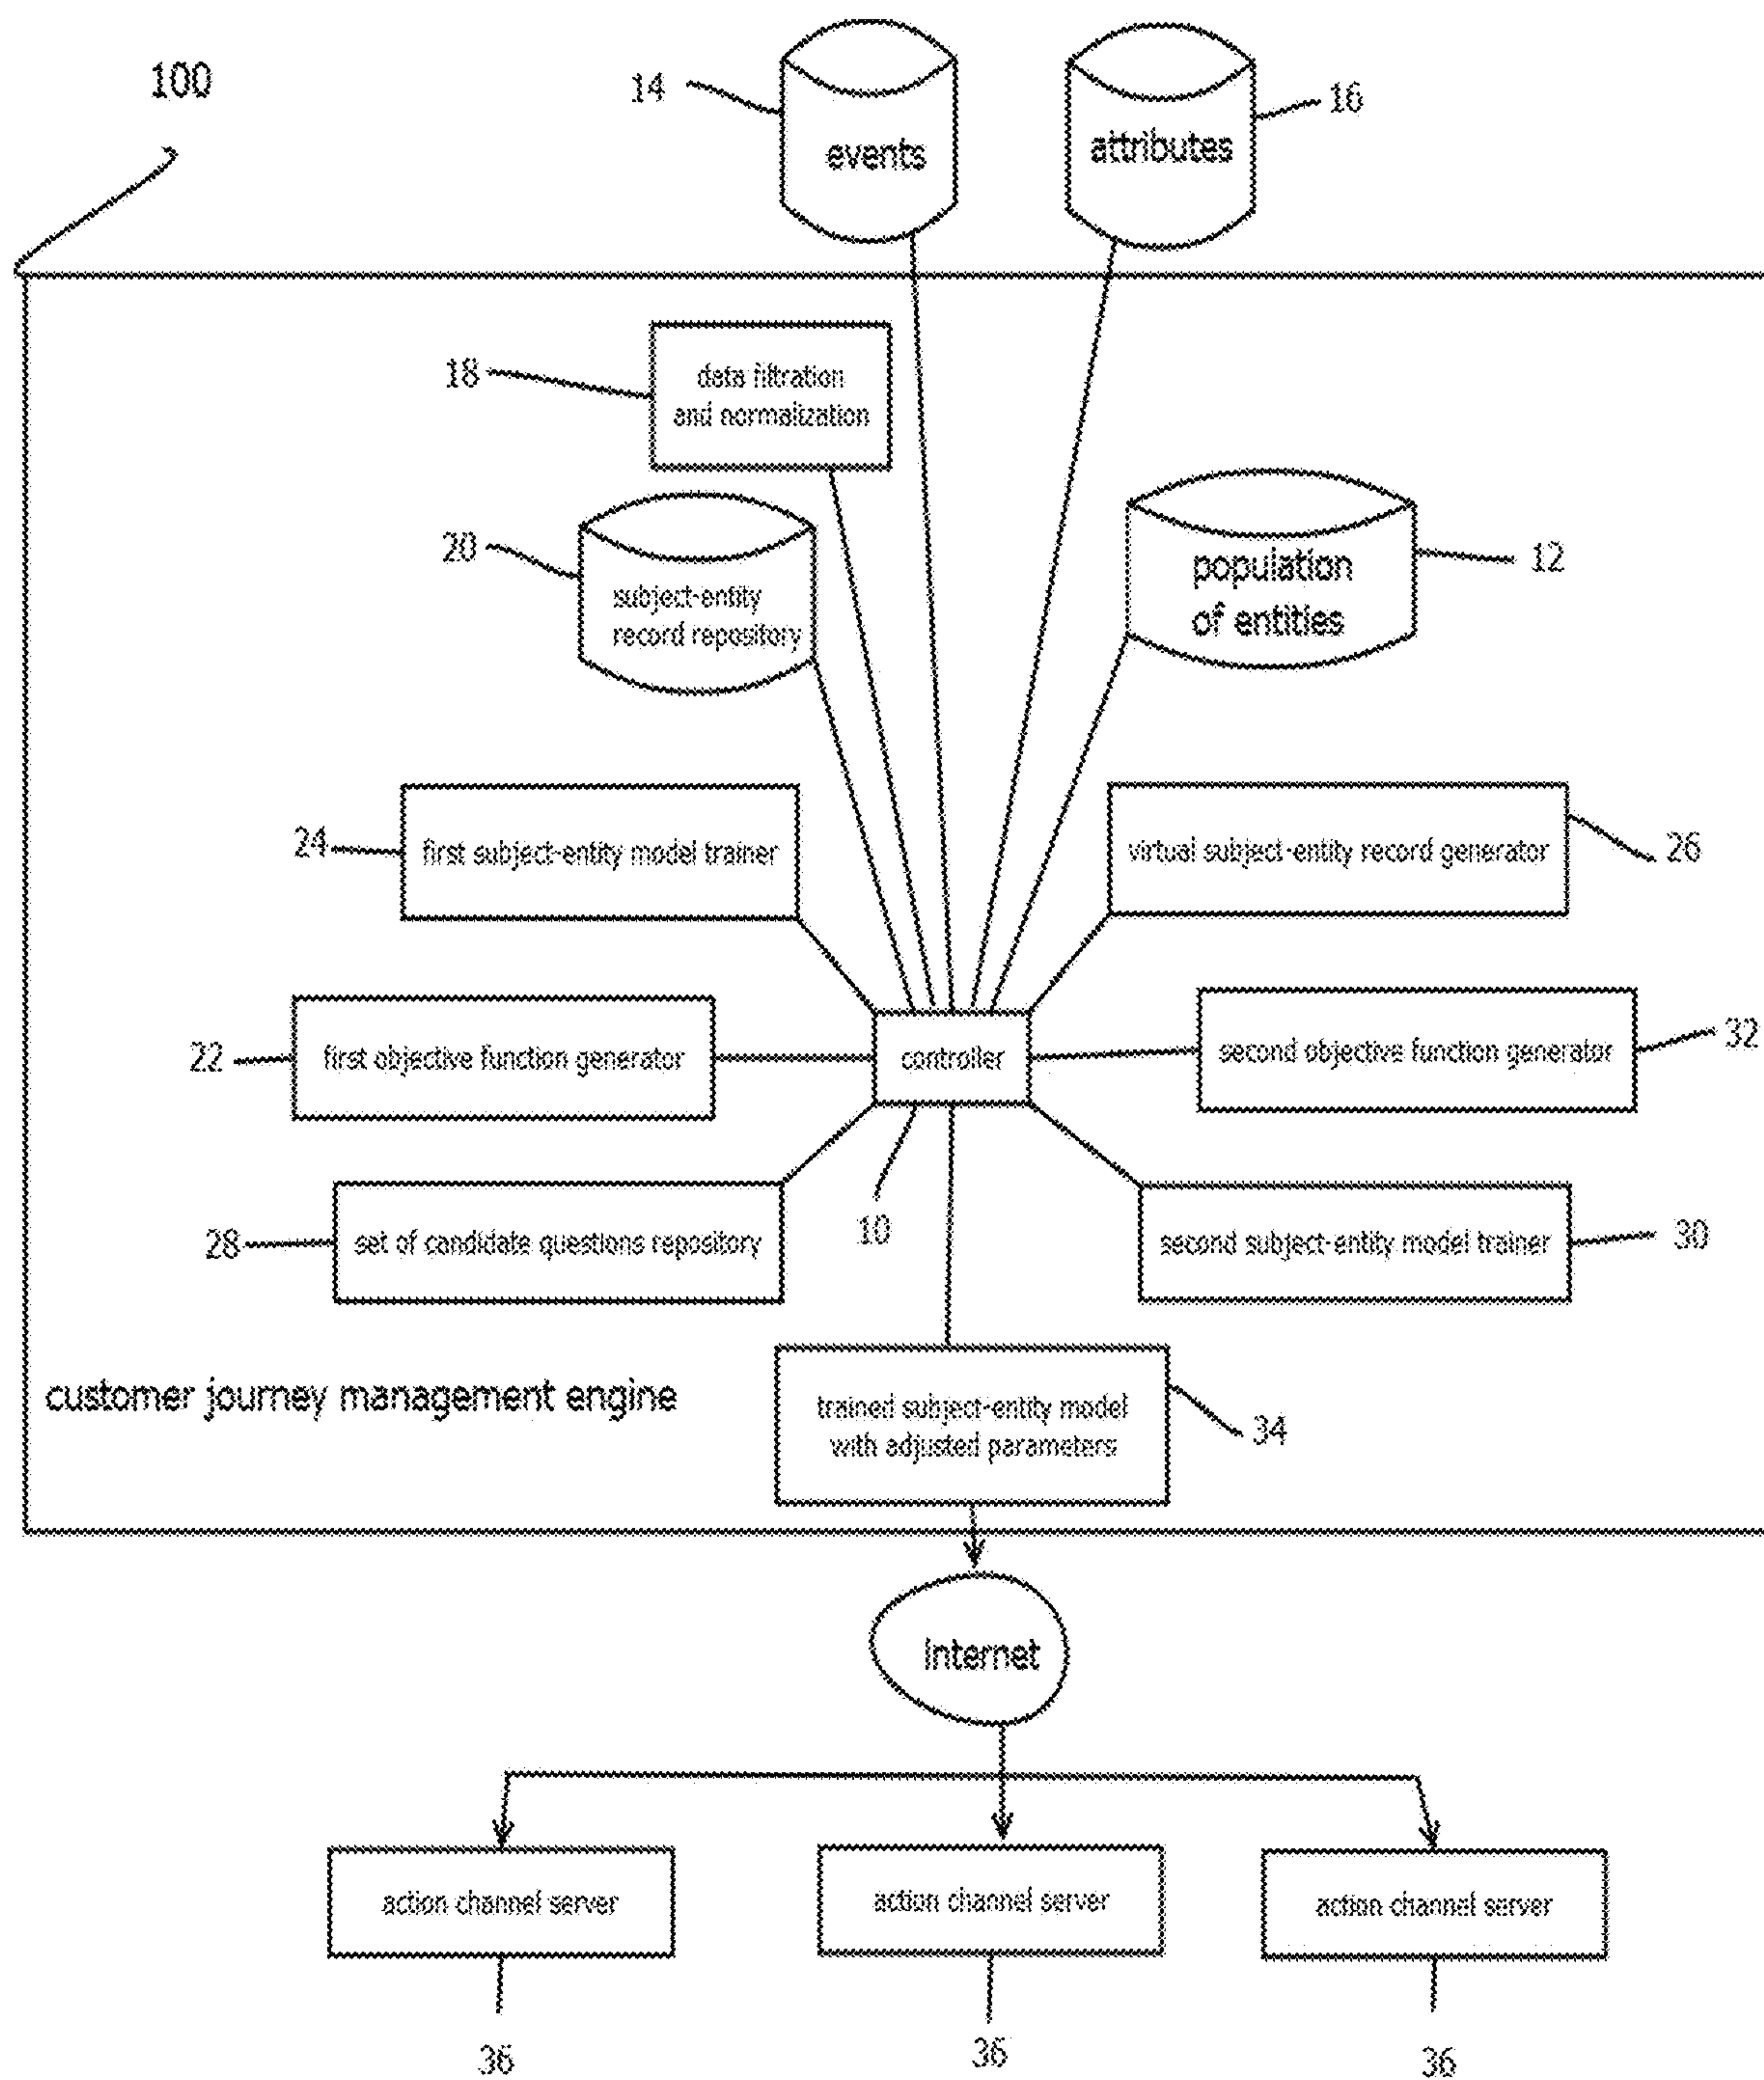 100
14
events
attributes
16
18
data filtration
and normalization
20
subject-entity
record repository
population
of entities
12
24
first subject-entity model trainer
virtual subject-entity record generator
26
22
first objective function generator
controller
second objective function generator
32
28
set of candidate questions repository
10
second subject-entity model trainer
30
customer journey management engine
trained subject-entity model
with adjusted parameters
34
internet
action channel server
action channel server
action channel server
36
36
36